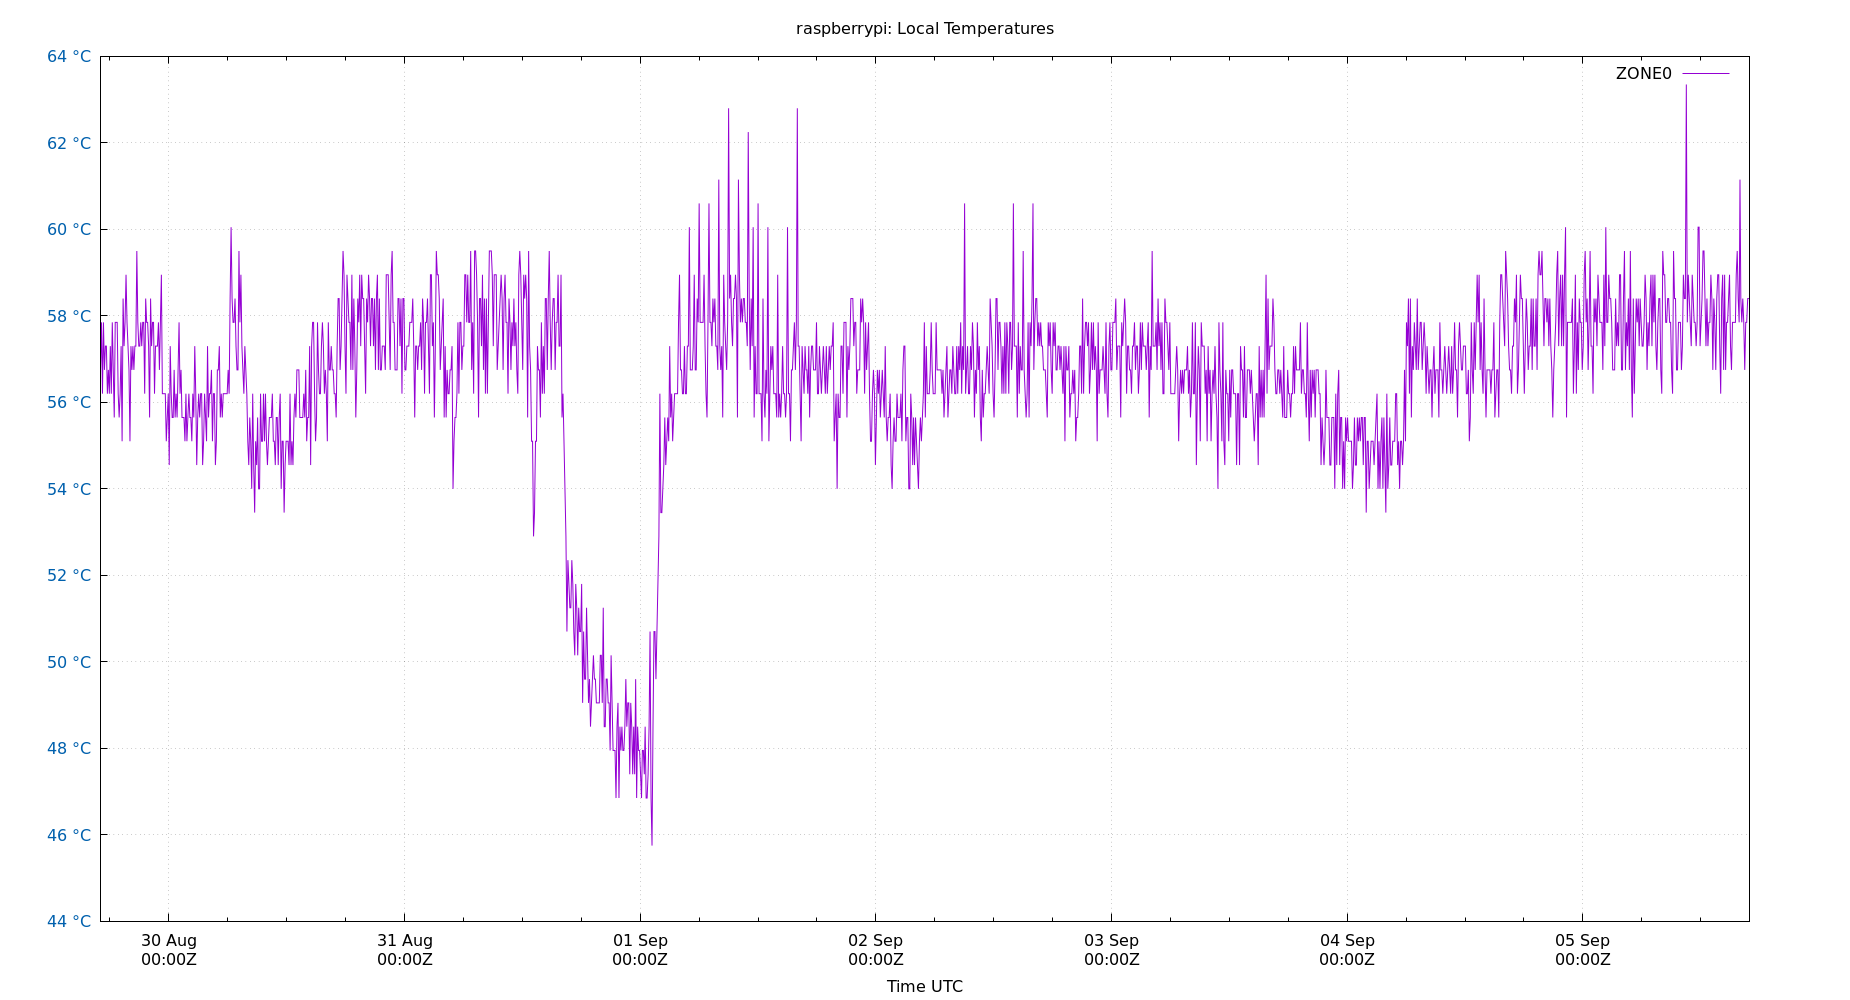 raspberrypi: Local Temperatures
64 °C
ZONE0
62 °C
60 °C
58 °C
56 °C
54 °C
52 °C
50 °C
48 °C
46 °C
44 °C
30 Aug 31 Aug 01 Sep 02 Sep 03 Sep 04 Sep 05 Sep
00:00Z 00:00Z 00:00Z 00:00Z 00:00Z 00:00Z 00:00Z
Time UTC